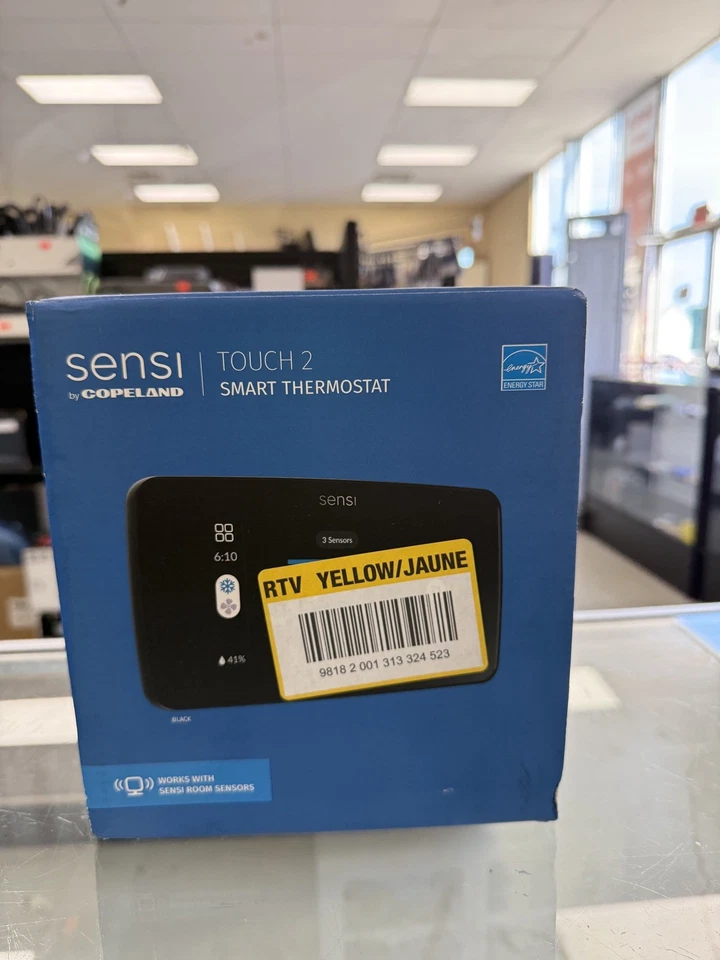 sensi
by COPELAND
TOUCH 2
SMART THERMOSTAT
energy
ENERGY STAR
sensi
3 Sensors
6:10
41%
RTV YELLOW/JAUNE
9818 2 001 313 324 523
BLACK
WORKS WITH
SENSI ROOM SENSORS